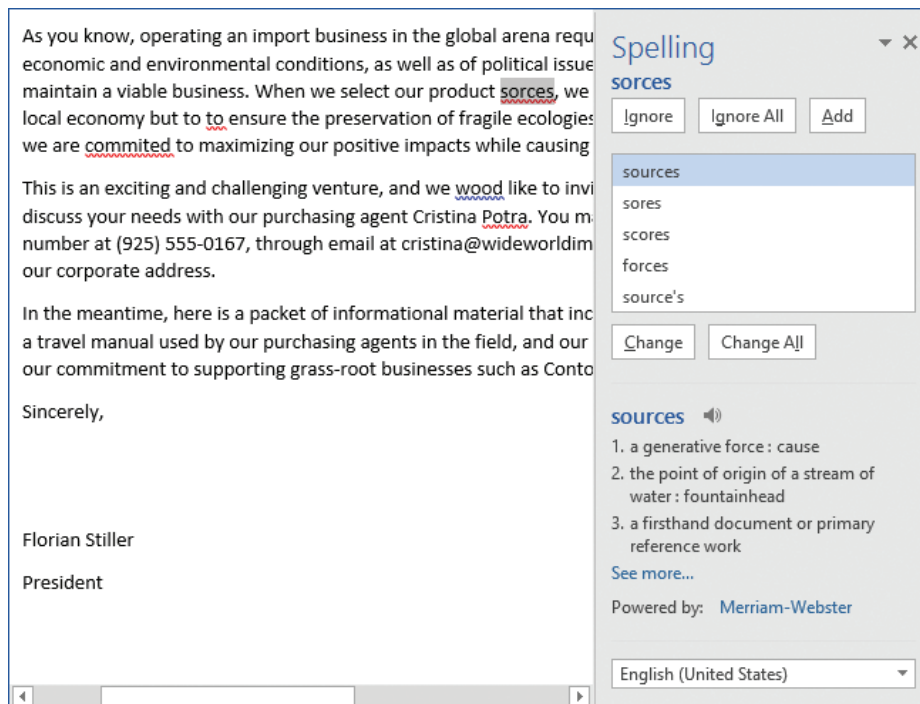 As you know, operating an import business in the global arena requ
economic and environmental conditions, as well as of political issue
maintain a viable business. When we select our product sorces, we
local economy but to to ensure the preservation of fragile ecologies
we are commited to maximizing our positive impacts while causing
This is an exciting and challenging venture, and we wood like to invi
discuss your needs with our purchasing agent Cristina Potra. You ma
number at (925) 555-0167, through email at cristina@wideworldim
our corporate address.
In the meantime, here is a packet of informational material that inc
a travel manual used by our purchasing agents in the field, and our
our commitment to supporting grass-root businesses such as Conto
Sincerely,
Florian Stiller
President
Spelling
sorces
Ignore
Ignore All
Add
sources
sores
scores
forces
source's
Change
Change All
sources
1. a generative force : cause
2. the point of origin of a stream of
water : fountainhead
3. a firsthand document or primary
reference work
See more...
Powered by: Merriam-Webster
English (United States)